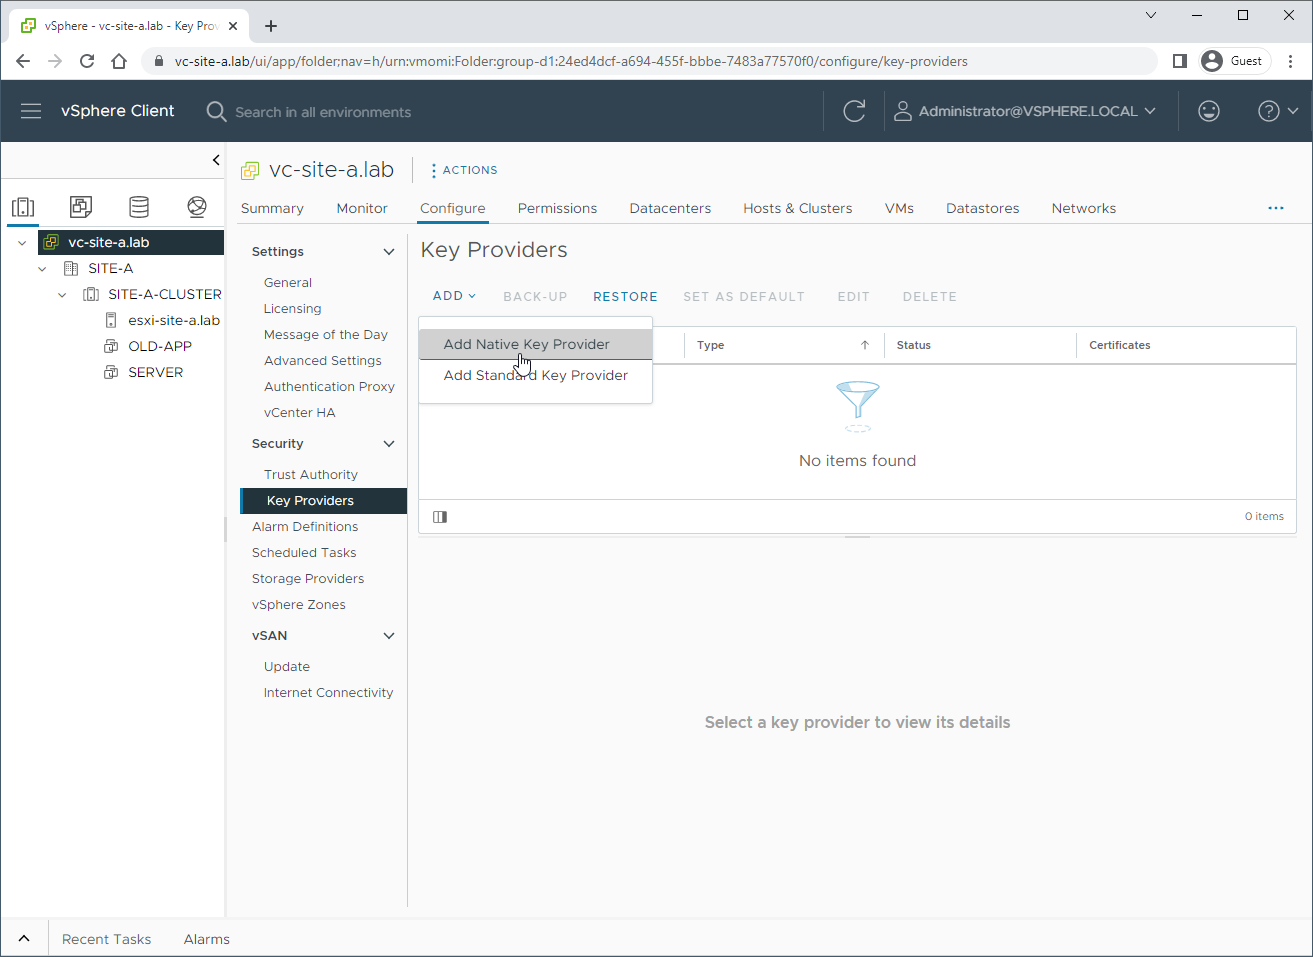 vSphere - vc-site-a.lab - Key Prov
vc-site-a.lab/ui/app/folder;nav=h/urn:vmomi:Folder:group-d1:24ed4dcf-a694-455f-bbbe-7483a77570f0/configure/key-providers
Guest
vSphere Client
Search in all environments
Administrator@VSPHERE.LOCAL
vc-site-a.lab
ACTIONS
Summary
Monitor
Configure
Permissions
Datacenters
Hosts & Clusters
VMs
Datastores
Networks
vc-site-a.lab
SITE-A
SITE-A-CLUSTER
esxi-site-a.lab
OLD-APP
SERVER
Settings
General
Licensing
Message of the Day
Advanced Settings
Authentication Proxy
vCenter HA
Security
Trust Authority
Key Providers
Alarm Definitions
Scheduled Tasks
Storage Providers
vSphere Zones
vSAN
Update
Internet Connectivity
Key Providers
ADD
BACK-UP
RESTORE
SET AS DEFAULT
EDIT
DELETE
Add Native Key Provider
Add Standard Key Provider
Type
Status
Certificates
No items found
0 items
Select a key provider to view its details
Recent Tasks
Alarms